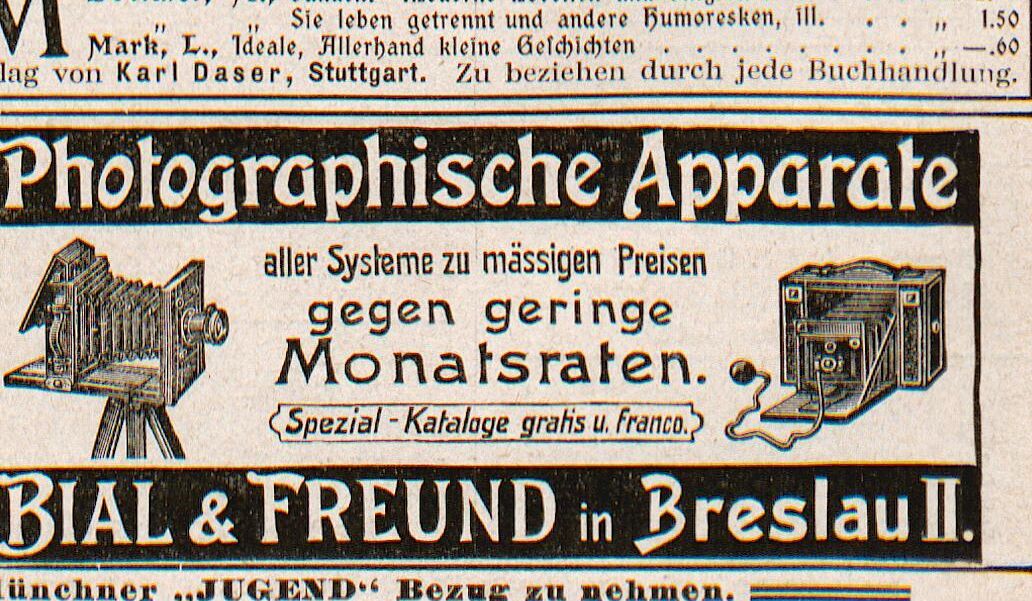 „ „ Sie leben getrennt und andere Humoresken, ill. . . „ 1.50
Mark, L., Ideale, Allerhand kleine Geschichten . . . . . . . . „ —.60
lag von Karl Daser, Stuttgart. Zu beziehen durch jede Buchhandlung.
Photographische Apparate
aller Systeme zu mässigen Preisen
gegen geringe
Monatsraten.
Spezial - Kataloge gratis u. franco.
BIAL & FREUND in Breslau II.
Münchner „JUGEND“ Bezug zu nehmen.